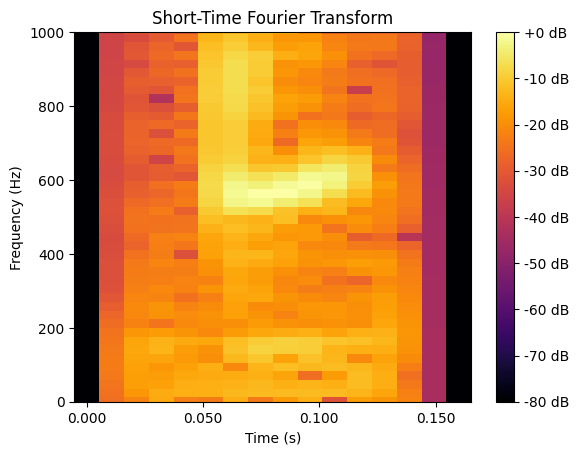 Short-Time Fourier Transform
1000
800
600
400
200
0
Frequency (Hz)
0.000
0.050
0.100
0.150
Time (s)
+0 dB
-10 dB
-20 dB
-30 dB
-40 dB
-50 dB
-60 dB
-70 dB
-80 dB